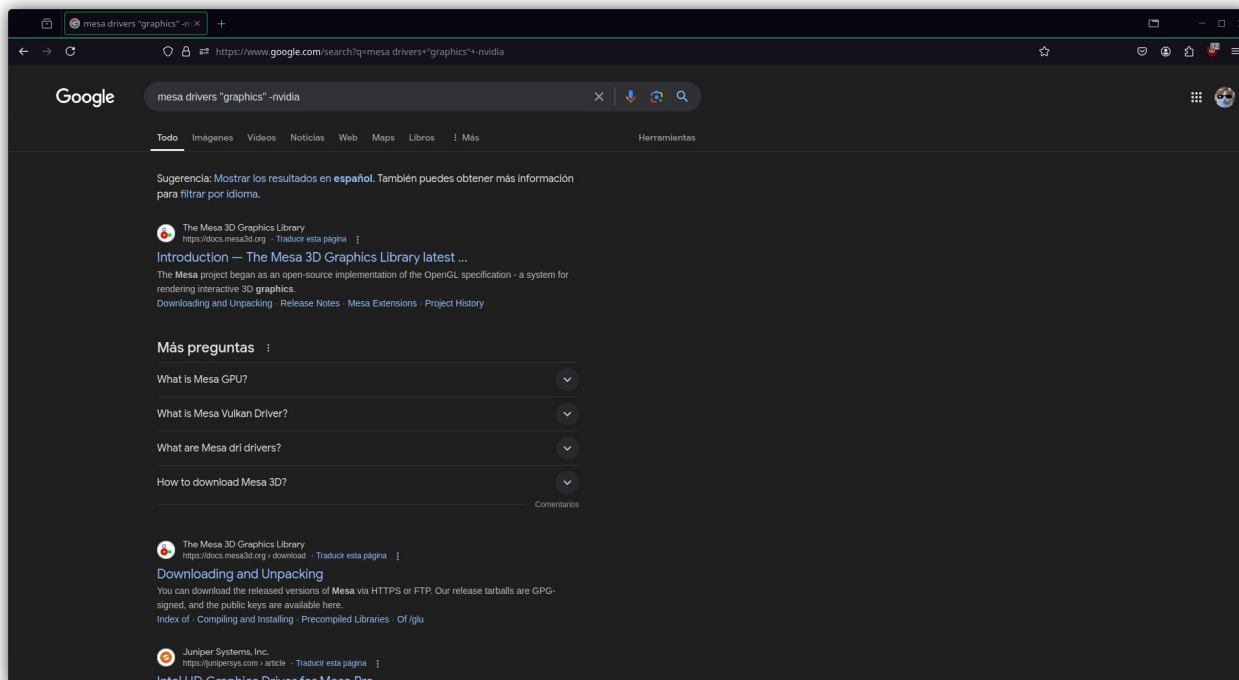 mesa drivers "graphics" -n
https://www.google.com/search?q=mesa drivers+"graphics"+-nvidia
12
Google
mesa drivers "graphics" -nvidia
Todo Imágenes Videos Noticias Web Maps Libros Más Herramientas
Sugerencia: Mostrar los resultados en español. También puedes obtener más información
para filtrar por idioma.
The Mesa 3D Graphics Library
https://docs.mesa3d.org · Traducir esta página
Introduction — The Mesa 3D Graphics Library latest ...
The Mesa project began as an open-source implementation of the OpenGL specification - a system for
rendering interactive 3D graphics.
Downloading and Unpacking · Release Notes · Mesa Extensions · Project History
Más preguntas
What is Mesa GPU?
What is Mesa Vulkan Driver?
What are Mesa dri drivers?
How to download Mesa 3D?
Comentarios
The Mesa 3D Graphics Library
https://docs.mesa3d.org › download · Traducir esta página
Downloading and Unpacking
You can download the released versions of Mesa via HTTPS or FTP. Our release tarballs are GPG-
signed, and the public keys are available here.
Index of · Compiling and Installing · Precompiled Libraries · Of /glu
Juniper Systems, Inc.
https://junipersys.com › article · Traducir esta página
Intel HD Graphics Driver for Mesa Pro